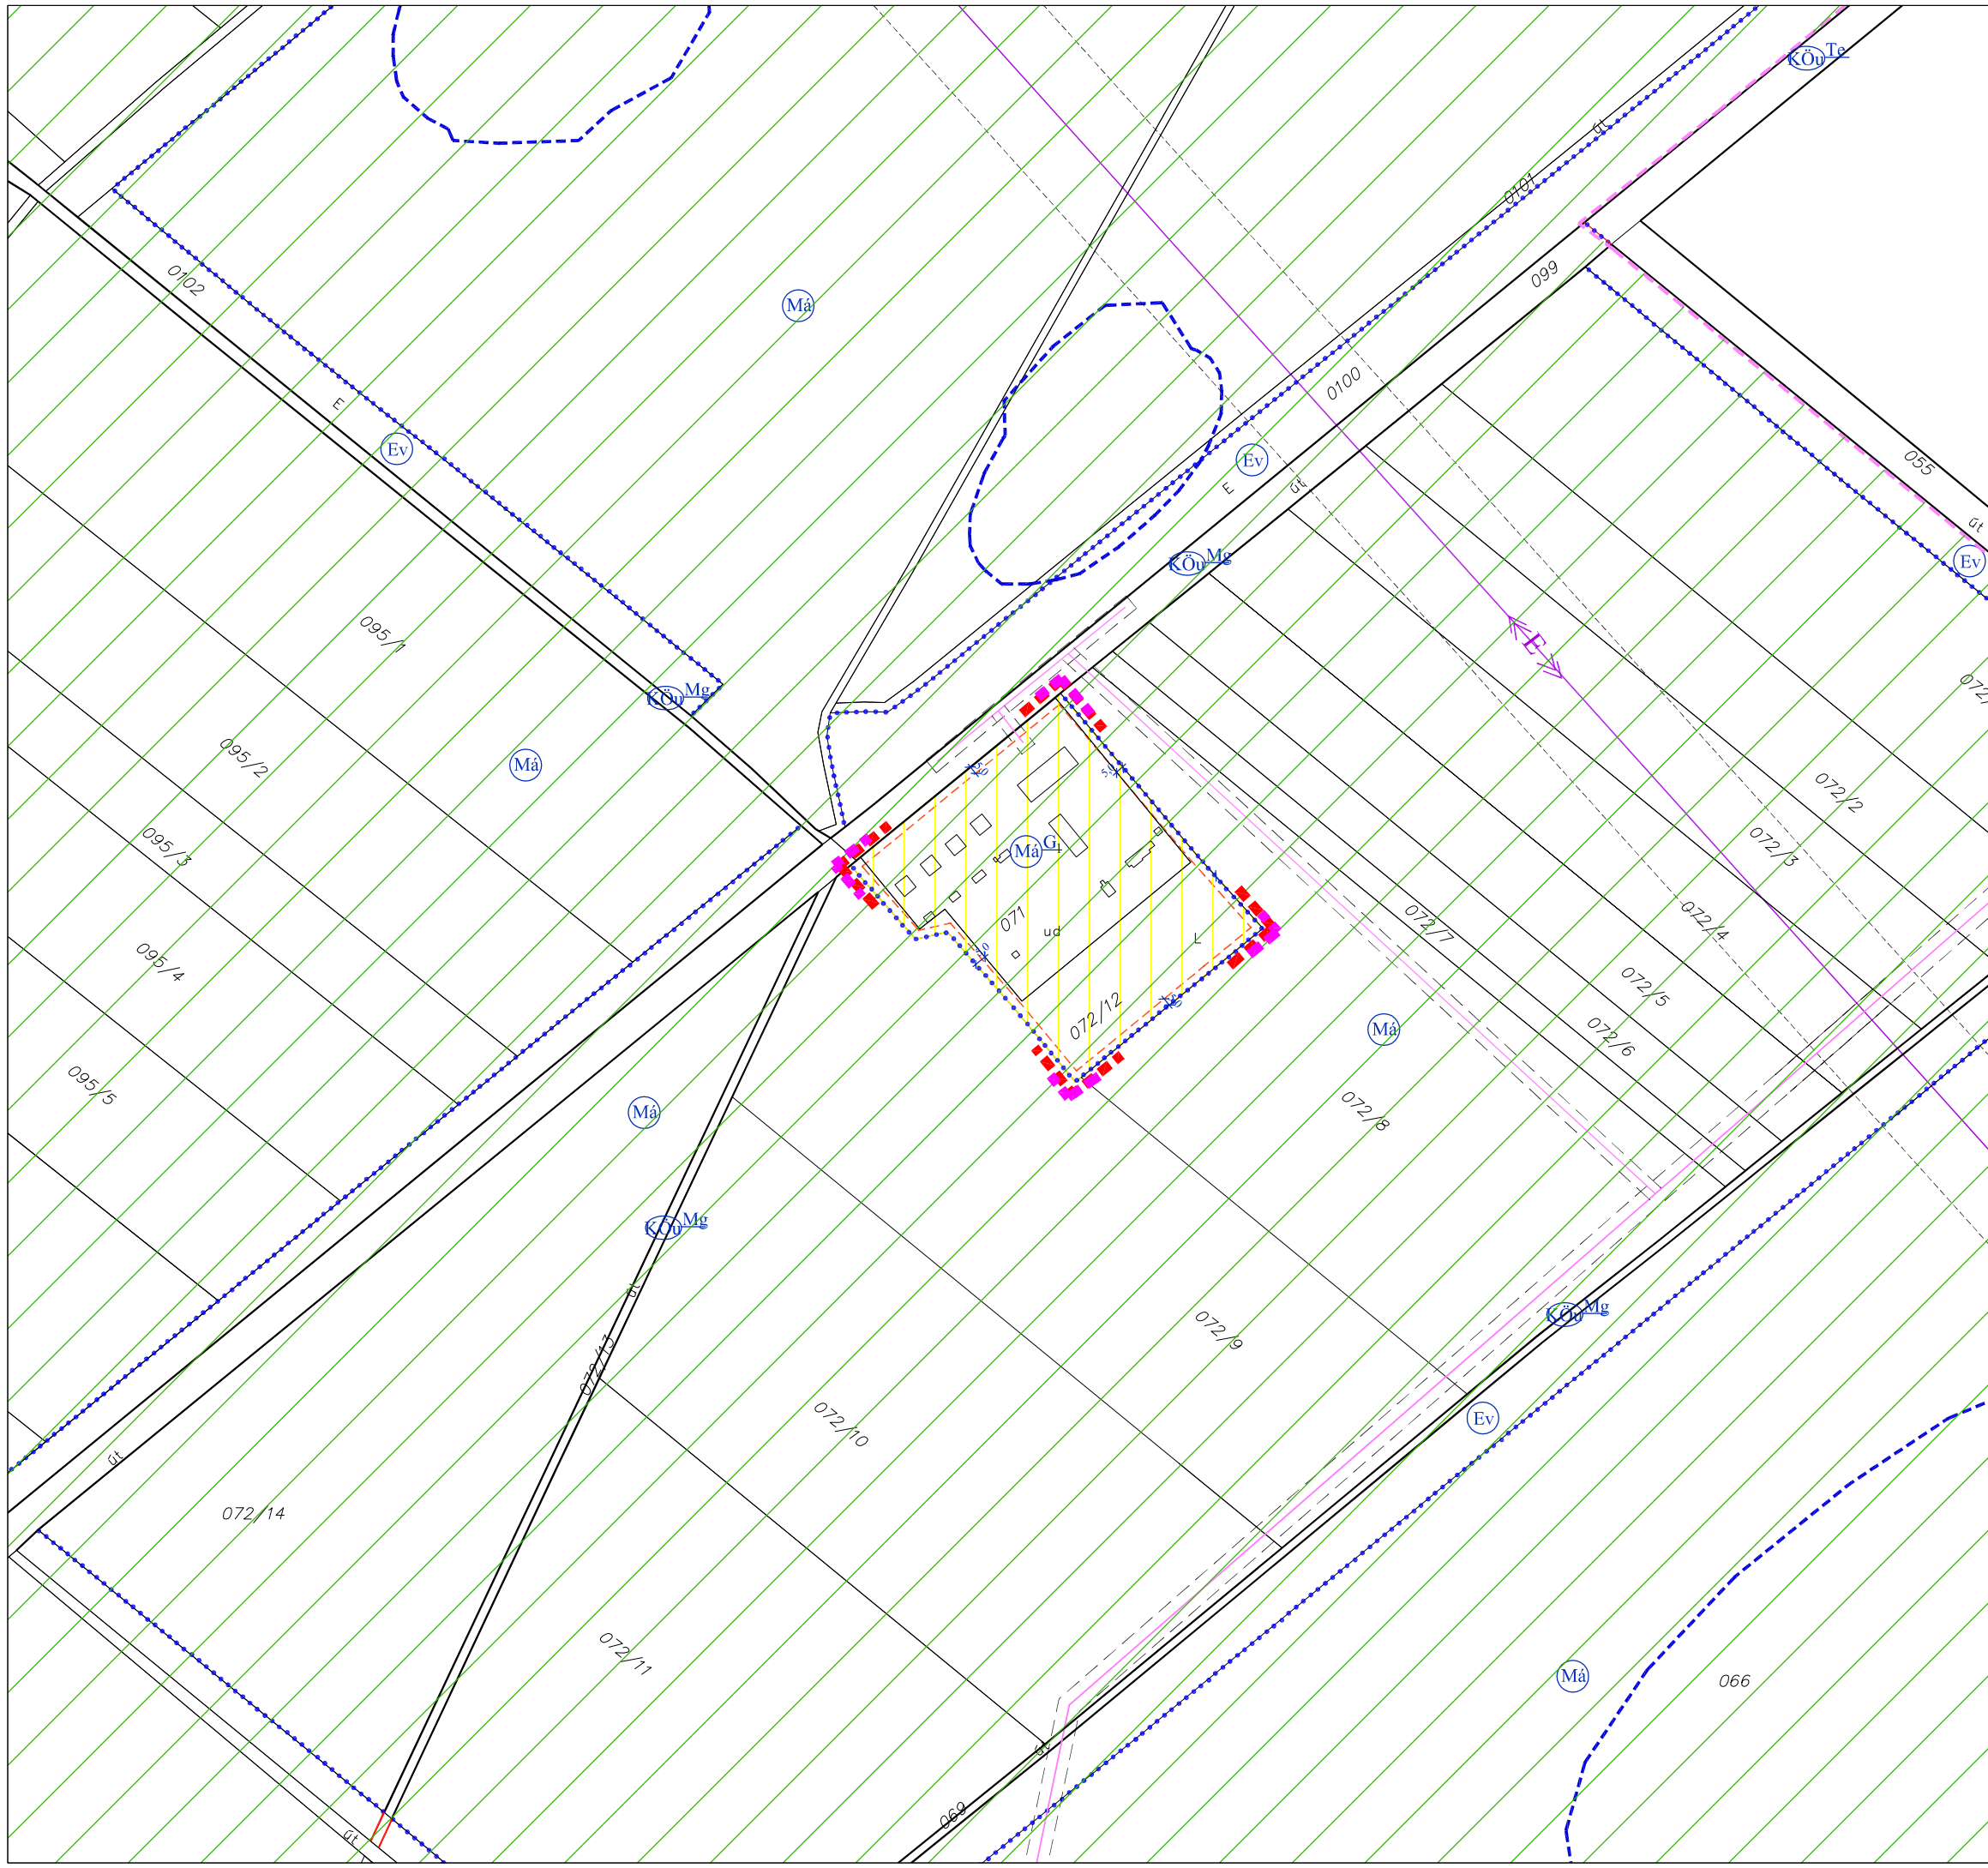 KÖu Te
út
0101
0102
099
Má
0100
E
Ev
Ev
E
út
055
út
Ev
KÖu Mg
095/1
KÖu Mg
E
095/2
Má
072/2
072/3
095/3
Má G
071
ud
L
072/7
072/4
095/4
072/5
072/12
Má
072/6
095/5
Má
072/8
KÖu Mg
út
KÖu Mg
072/9
072/13
Ev
072/10
út
072/14
072/11
Má
066
út
069
út